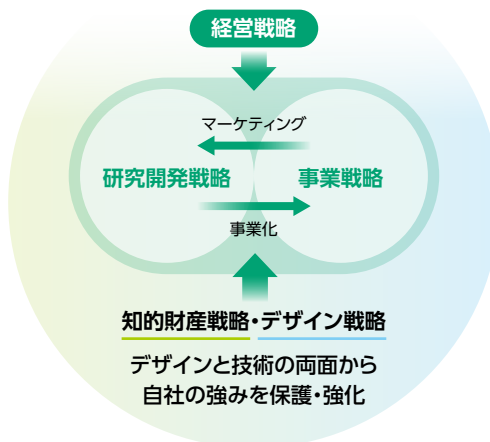 経営戦略
マーケティング
研究開発戦略
事業戦略
事業化
知的財産戦略・デザイン戦略
デザインと技術の両面から
自社の強みを保護・強化